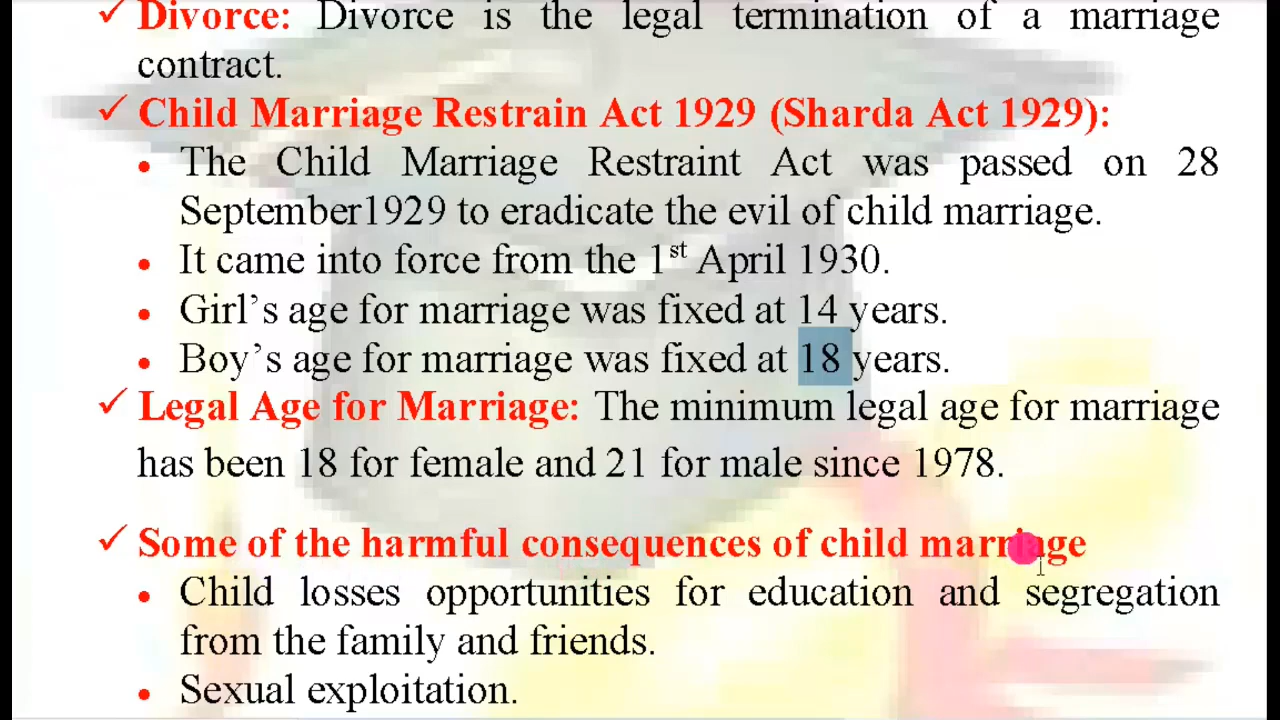 ✓ Divorce: Divorce is the legal termination of a marriage
contract.
✓ Child Marriage Restrain Act 1929 (Sharda Act 1929):
• The Child Marriage Restraint Act was passed on 28
September1929 to eradicate the evil of child marriage.
• It came into force from the 1st April 1930.
• Girl’s age for marriage was fixed at 14 years.
• Boy’s age for marriage was fixed at 18 years.
✓ Legal Age for Marriage: The minimum legal age for marriage
has been 18 for female and 21 for male since 1978.
✓ Some of the harmful consequences of child marriage
• Child losses opportunities for education and segregation
from the family and friends.
• Sexual exploitation.